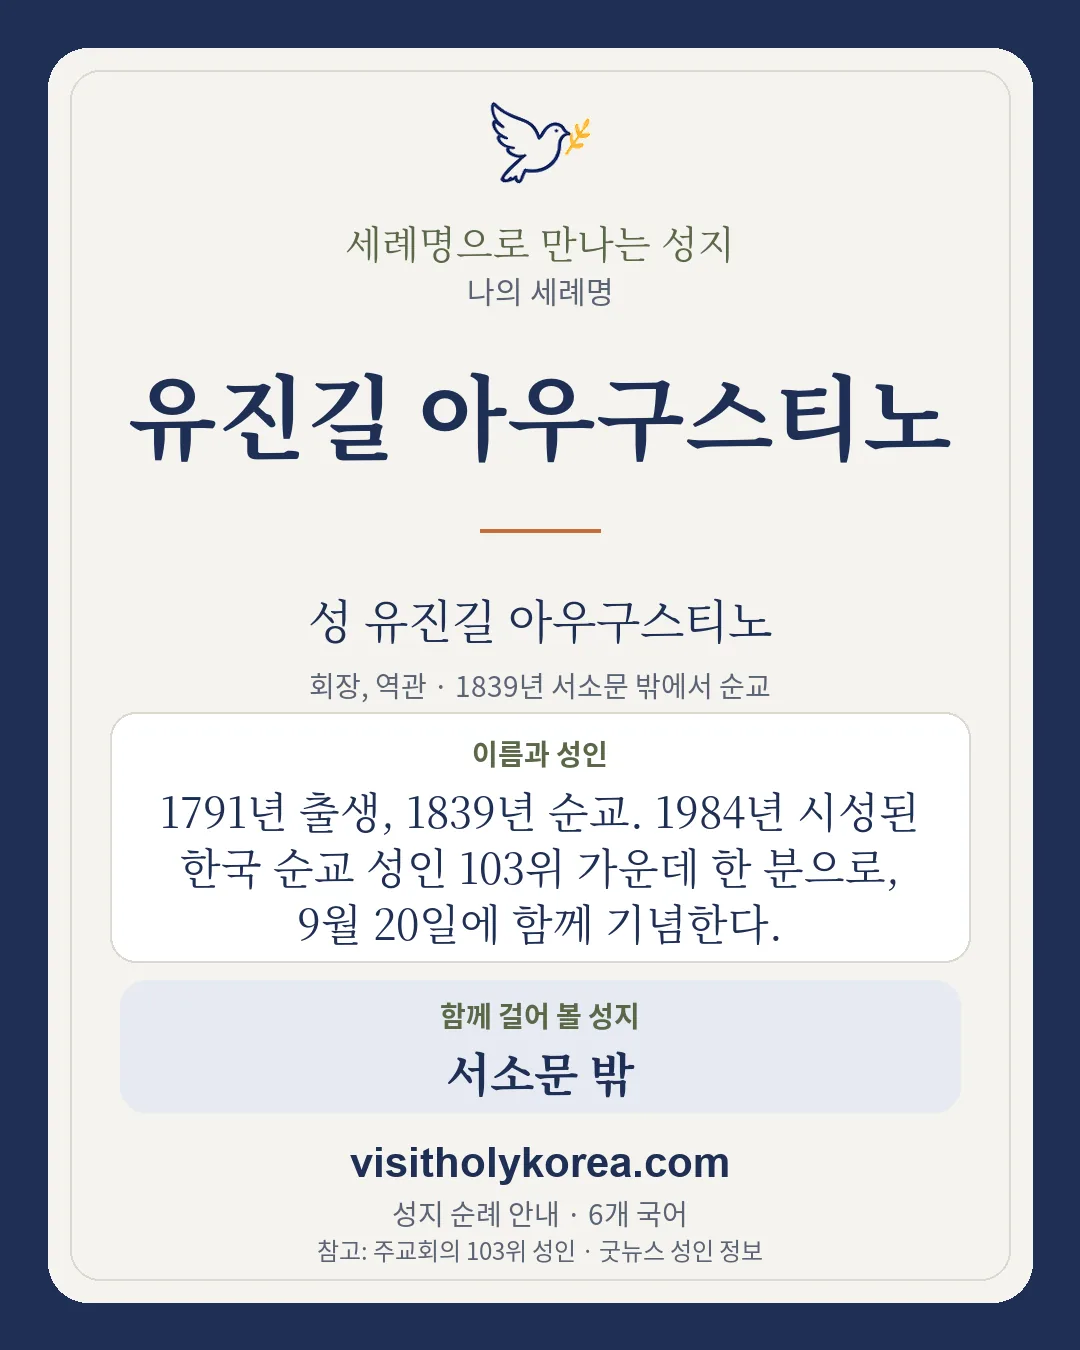 세례명으로 만나는 성지
나의 세례명
유진길 아우구스티노
성 유진길 아우구스티노
회장, 역관 · 1839년 서소문 밖에서 순교
이름과 성인
1791년 출생, 1839년 순교. 1984년 시성된
한국 순교 성인 103위 가운데 한 분으로,
9월 20일에 함께 기념한다.
함께 걸어 볼 성지
서소문 밖
visitholykorea.com
성지 순례 안내 · 6개 국어
참고: 주교회의 103위 성인 · 굿뉴스 성인 정보